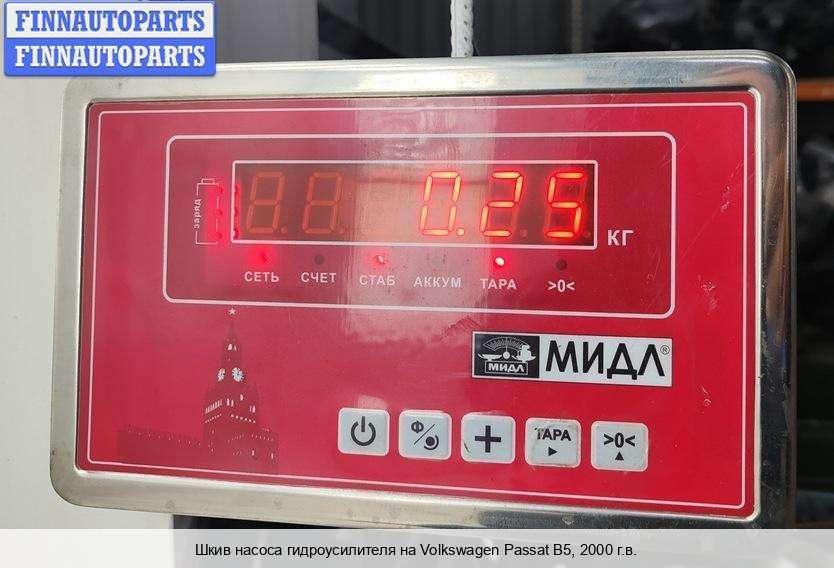 FINNAUTOPARTS
FINNAUTOPARTS
заряд
0.25
КГ
СЕТЬ СЧЕТ СТАБ АККУМ ТАРА >0<
МИДЛ МИДЛ®
Ф ТАРА >0<
Шкив насоса гидроусилителя на Volkswagen Passat B5, 2000 г.в.